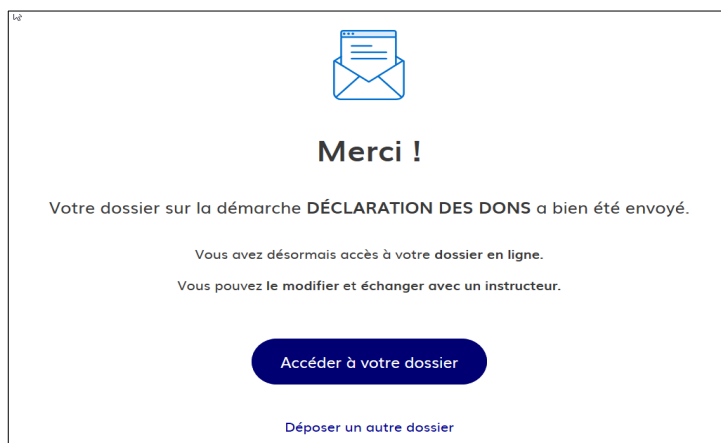 Merci !
Votre dossier sur la démarche DÉCLARATION DES DONS a bien été envoyé.
Vous avez désormais accès à votre dossier en ligne.
Vous pouvez le modifier et échanger avec un instructeur.
Accéder à votre dossier
Déposer un autre dossier